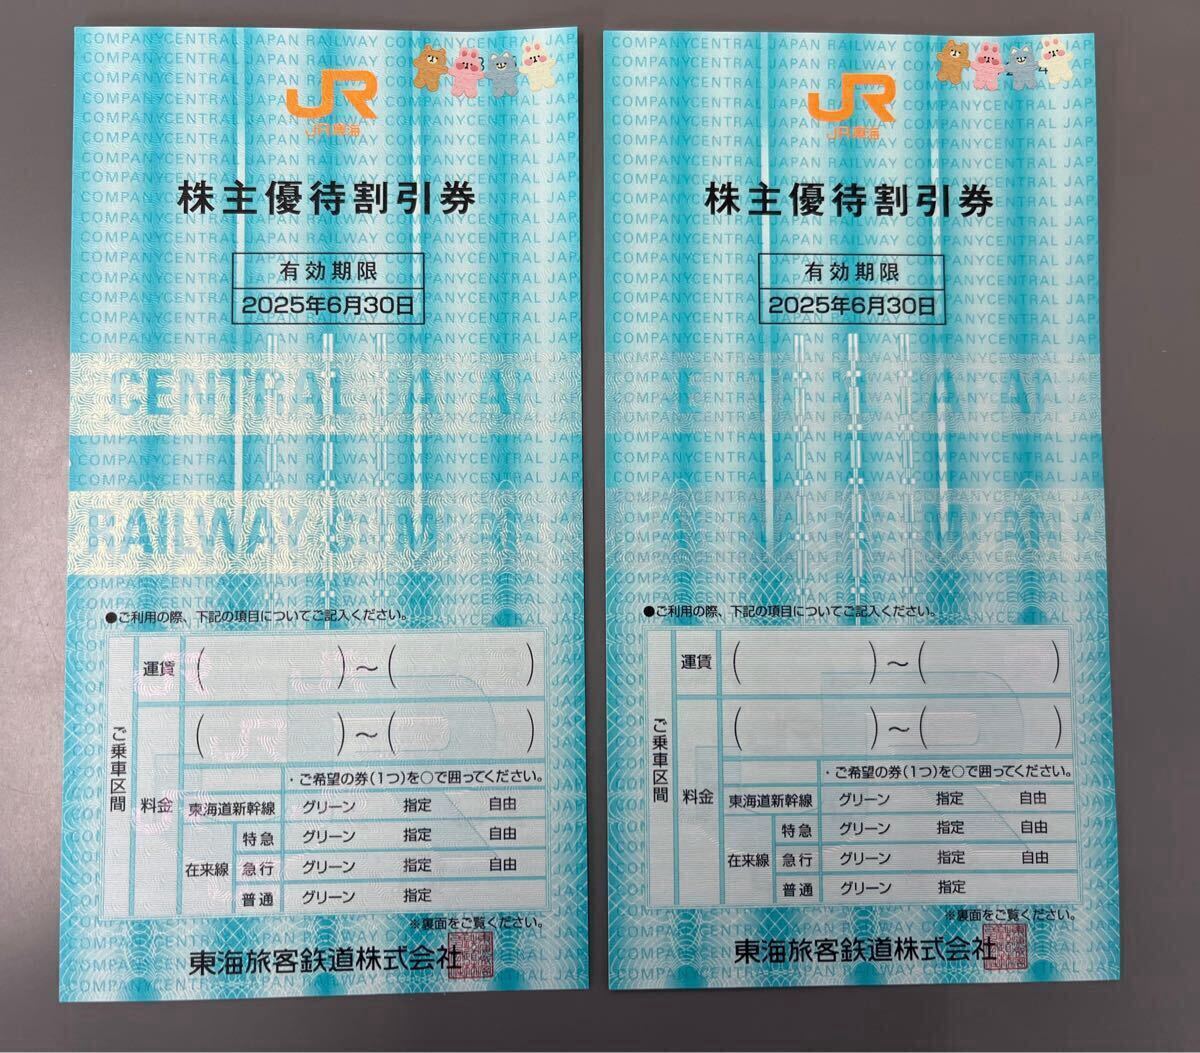 JR
JR東海
株主優待割引券
有効期限
2025年6月30日
CENTRAL JAPAN RAILWAY COMPANY
●ご利用の際、下記の項目についてご記入ください。
ご乗車区間
運賃 ( )～( )
料金 ( )～( )
・ご希望の券(1つ)を○で囲ってください。
東海道新幹線 グリーン 指定 自由
在来線
特急 グリーン 指定 自由
急行 グリーン 指定 自由
普通 グリーン 指定
※裏面をご覧ください。
東海旅客鉄道株式会社
JR
JR東海
株主優待割引券
有効期限
2025年6月30日
CENTRAL JAPAN RAILWAY COMPANY
●ご利用の際、下記の項目についてご記入ください。
ご乗車区間
運賃 ( )～( )
料金 ( )～( )
・ご希望の券(1つ)を○で囲ってください。
東海道新幹線 グリーン 指定 自由
在来線
特急 グリーン 指定 自由
急行 グリーン 指定 自由
普通 グリーン 指定
※裏面をご覧ください。
東海旅客鉄道株式会社